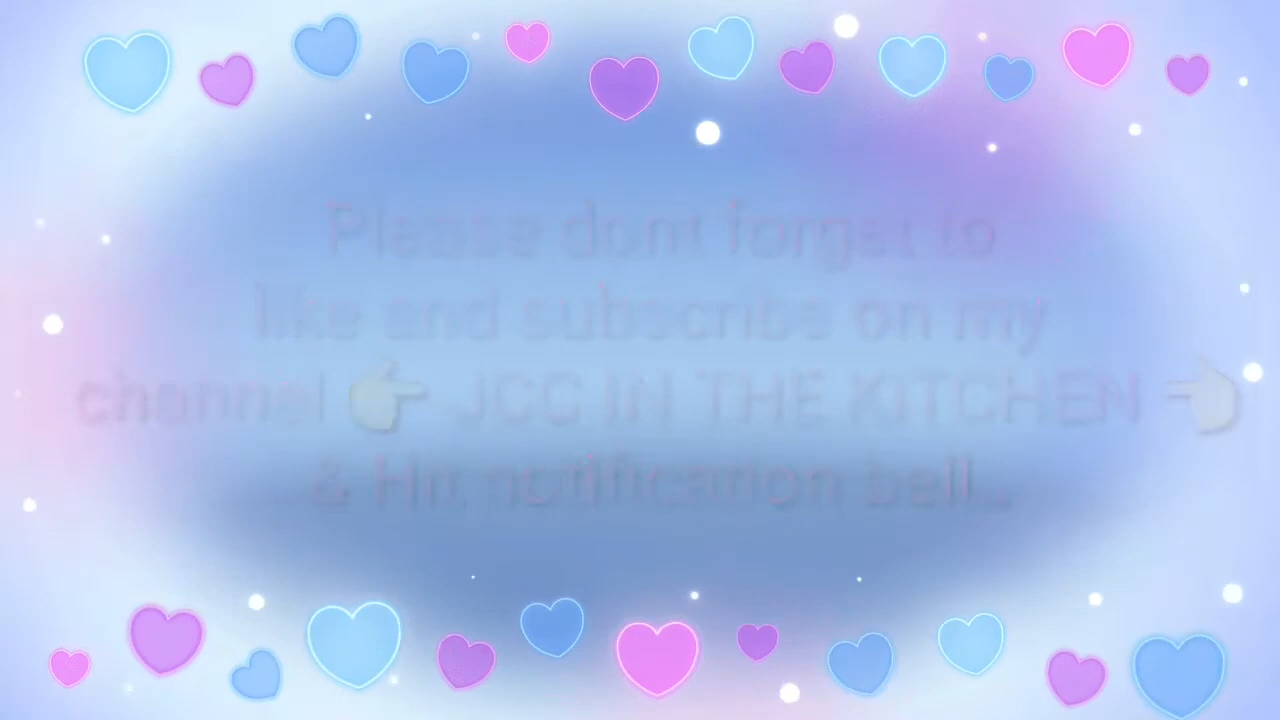 Please dont forget to
like and subscribe on my
channel 👉 JCC IN THE KITCHEN 👈
& Hit notification bell..